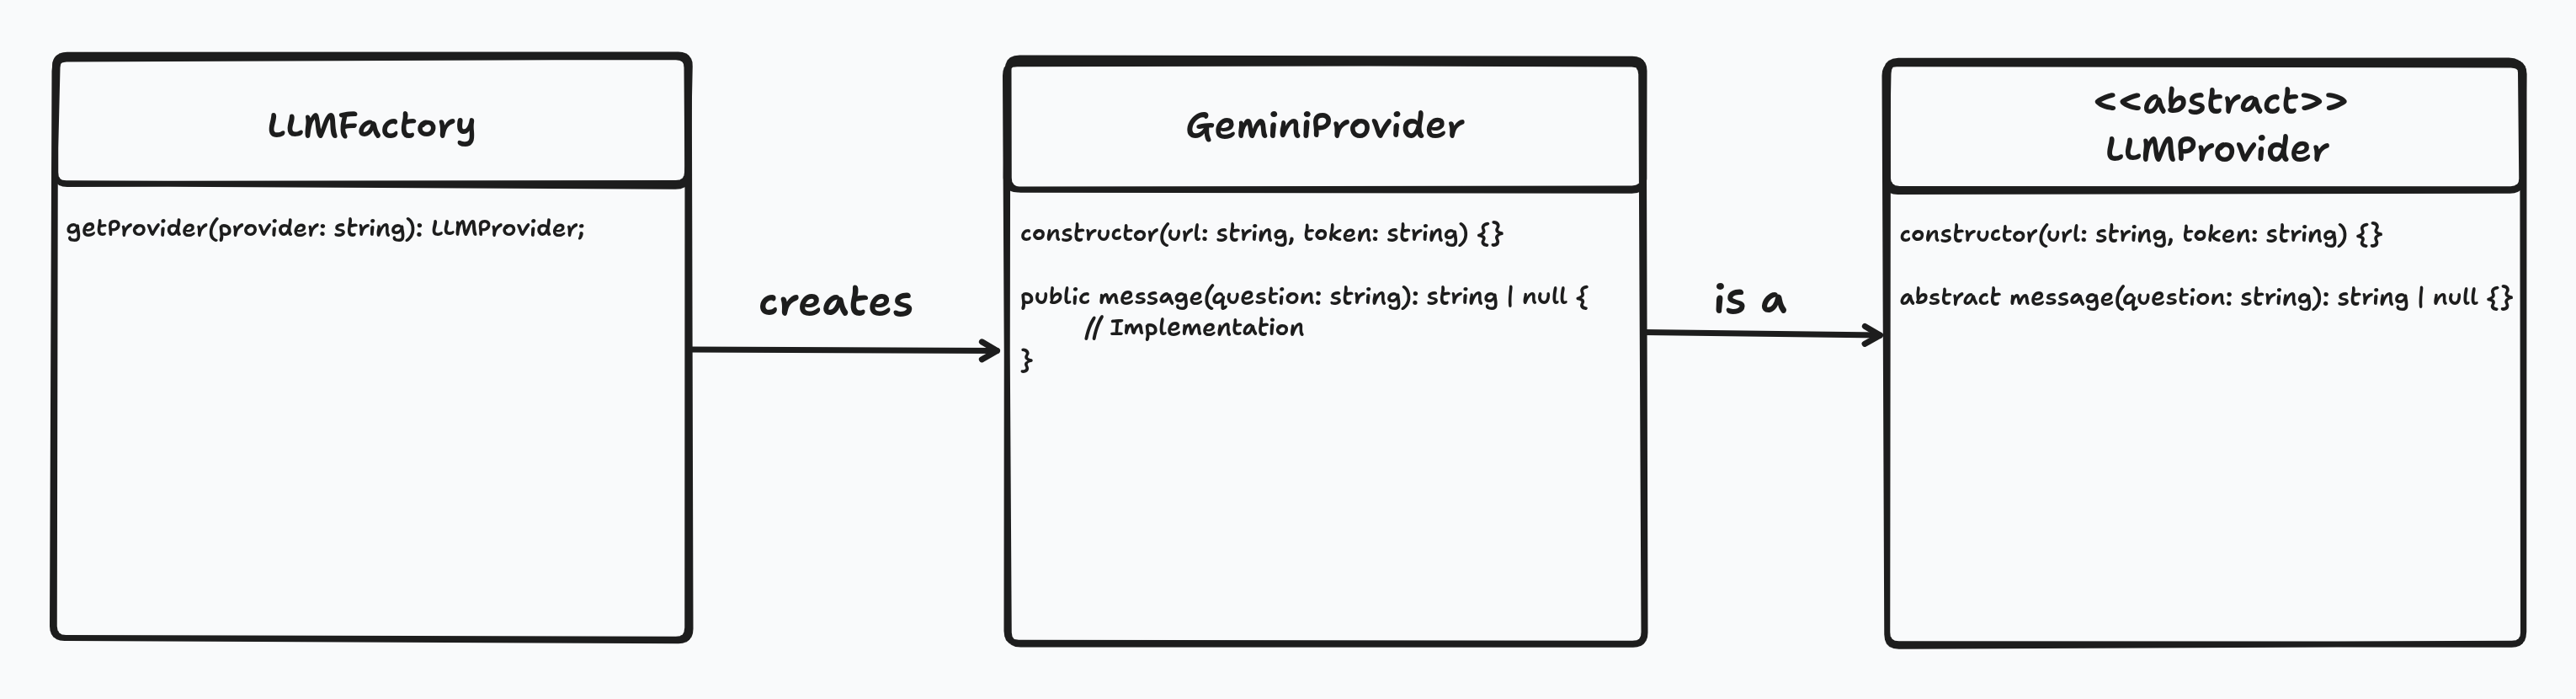 LLMFactory
getProvider(provider: string): LLMProvider;
creates
GeminiProvider
constructor(url: string, token: string) {}
public message(question: string): string | null {
// Implementation
}
is a
<<abstract>>
LLMProvider
constructor(url: string, token: string) {}
abstract message(question: string): string | null {}